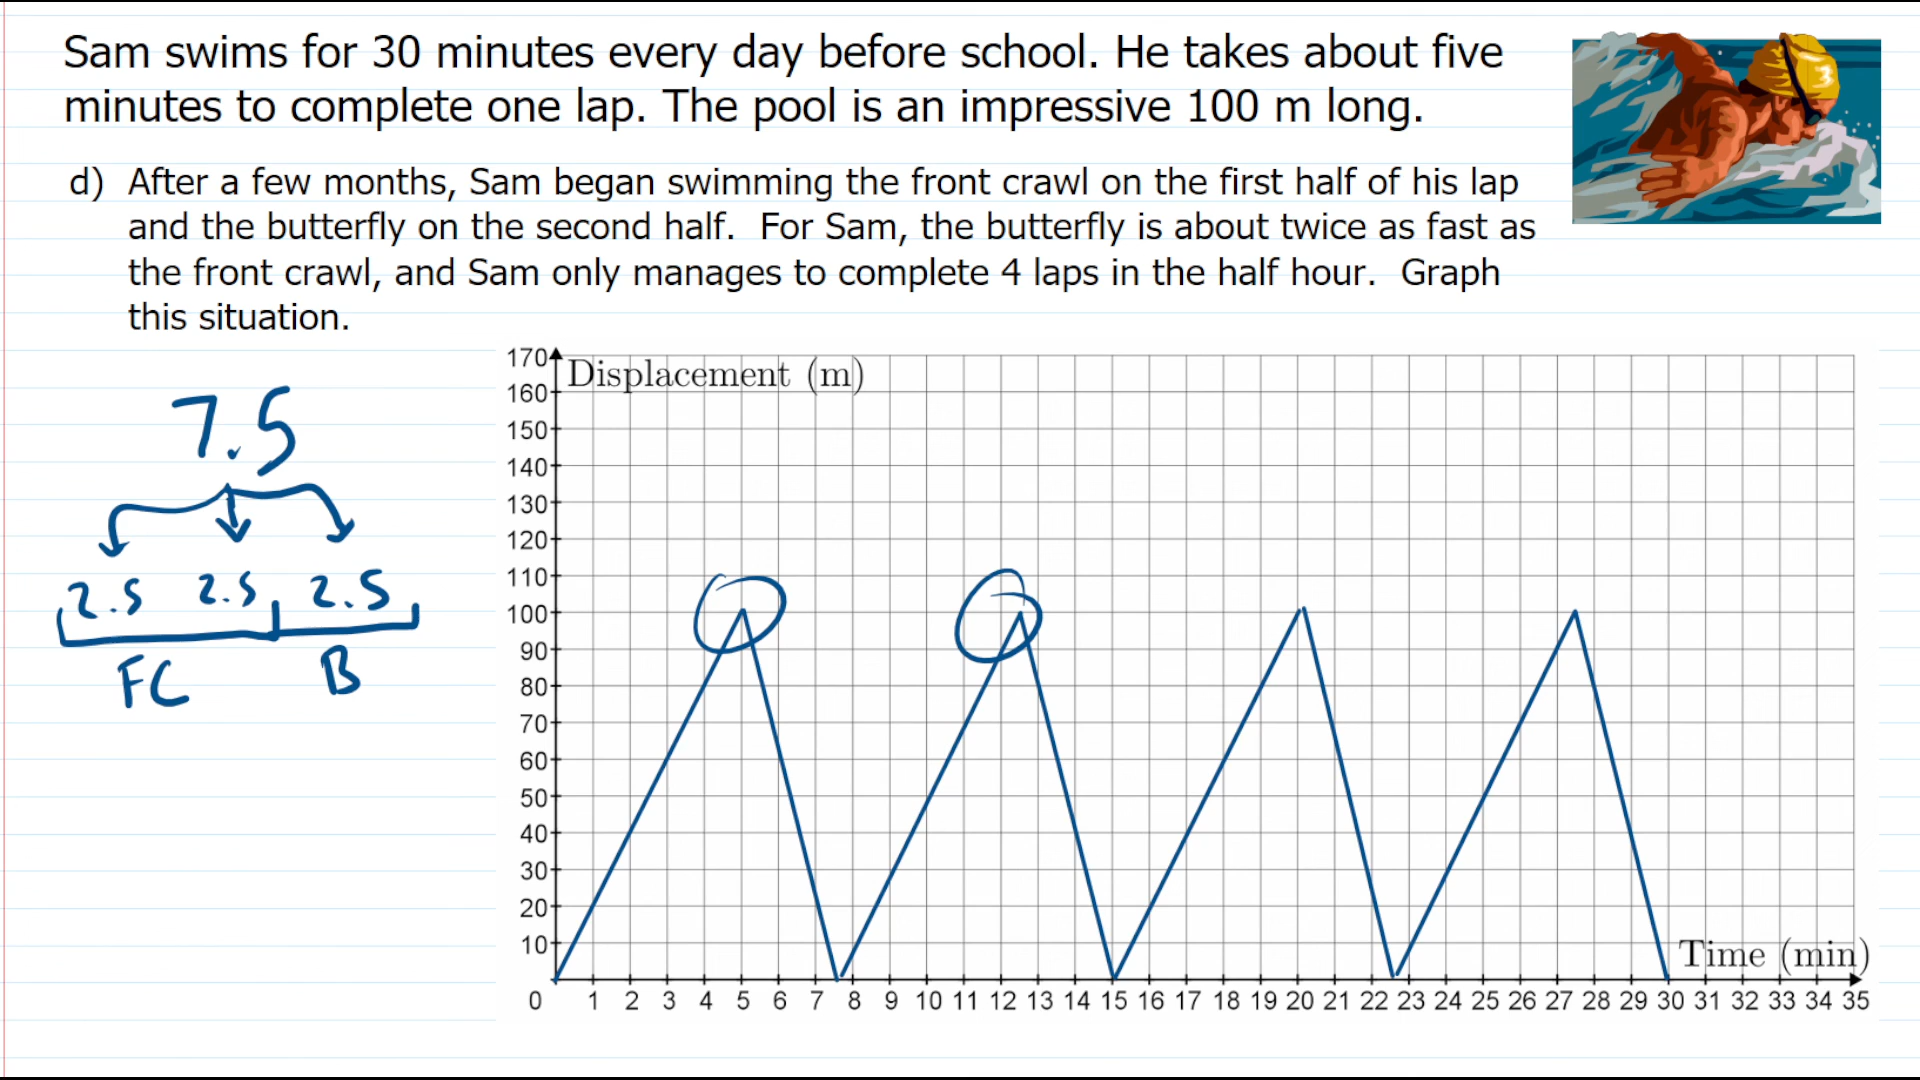 Sam swims for 30 minutes every day before school. He takes about five
minutes to complete one lap. The pool is an impressive 100 m long.
3
d) After a few months, Sam began swimming the front crawl on the first half of his lap
and the butterfly on the second half. For Sam, the butterfly is about twice as fast as
the front crawl, and Sam only manages to complete 4 laps in the half hour. Graph
this situation.
7.5
2.5 2.5 2.5
FC B
Displacement (m)
170
160
150
140
130
120
110
100
90
80
70
60
50
40
30
20
10
Time (min)
0 1 2 3 4 5 6 7 8 9 10 11 12 13 14 15 16 17 18 19 20 21 22 23 24 25 26 27 28 29 30 31 32 33 34 35